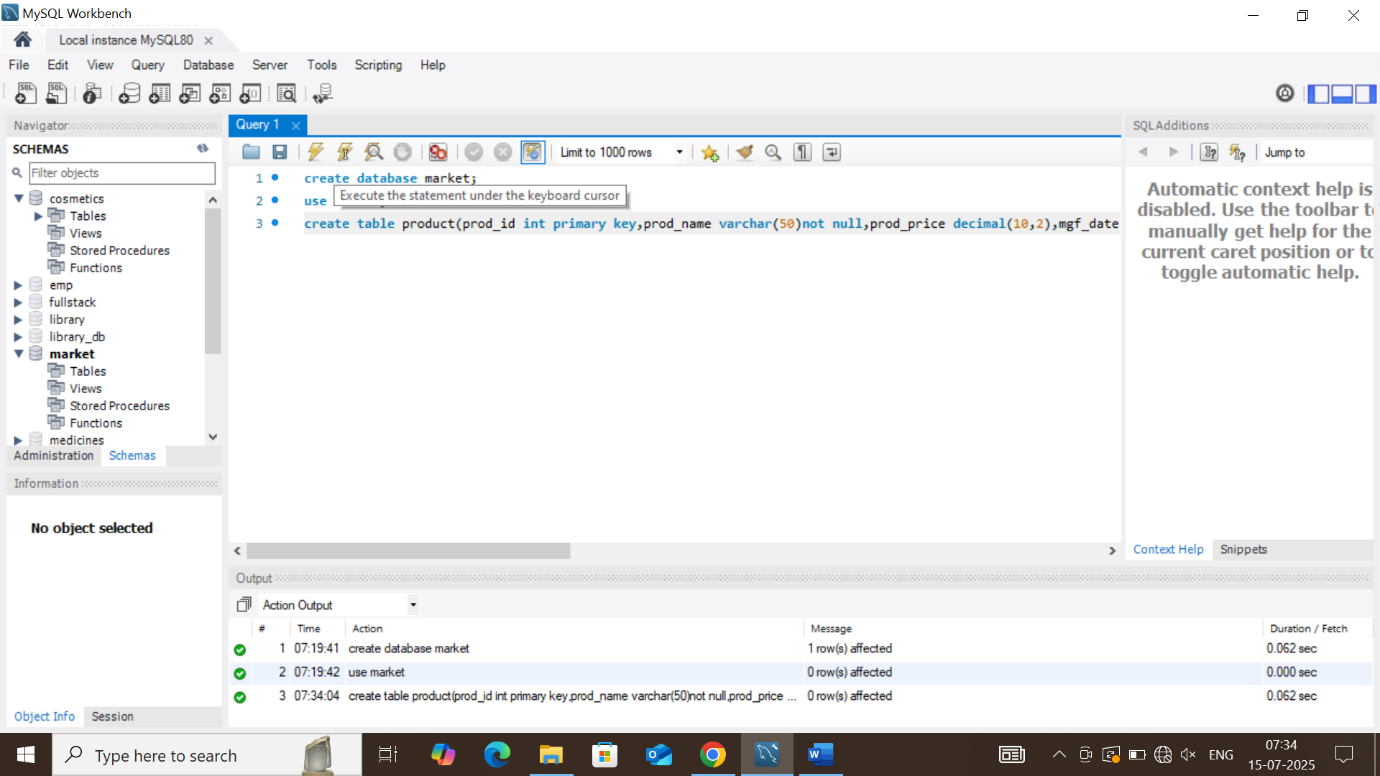 MySQL Workbench
Local instance MySQL80
File Edit View Query Database Server Tools Scripting Help
Navigator
SCHEMAS
Filter objects
cosmetics
Tables
Views
Stored Procedures
Functions
emp
fullstack
library
library_db
market
Tables
Views
Stored Procedures
Functions
medicines
Administration Schemas
Information
No object selected
Object Info Session
Query 1
Limit to 1000 rows
1 create database market;
Execute the statement under the keyboard cursor
2 use
3 create table product(prod_id int primary key,prod_name varchar(50)not null,prod_price decimal(10,2),mgf_date
SQLAdditions
Jump to
Automatic context help is
disabled. Use the toolbar to
manually get help for the
current caret position or to
toggle automatic help.
Context Help Snippets
Output
Action Output
# Time Action Message Duration / Fetch
1 07:19:41 create database market 1 row(s) affected 0.062 sec
2 07:19:42 use market 0 row(s) affected 0.000 sec
3 07:34:04 create table product(prod_id int primary key,prod_name varchar(50)not null,prod_price ... 0 row(s) affected 0.062 sec
Type here to search
ENG
07:34
15-07-2025